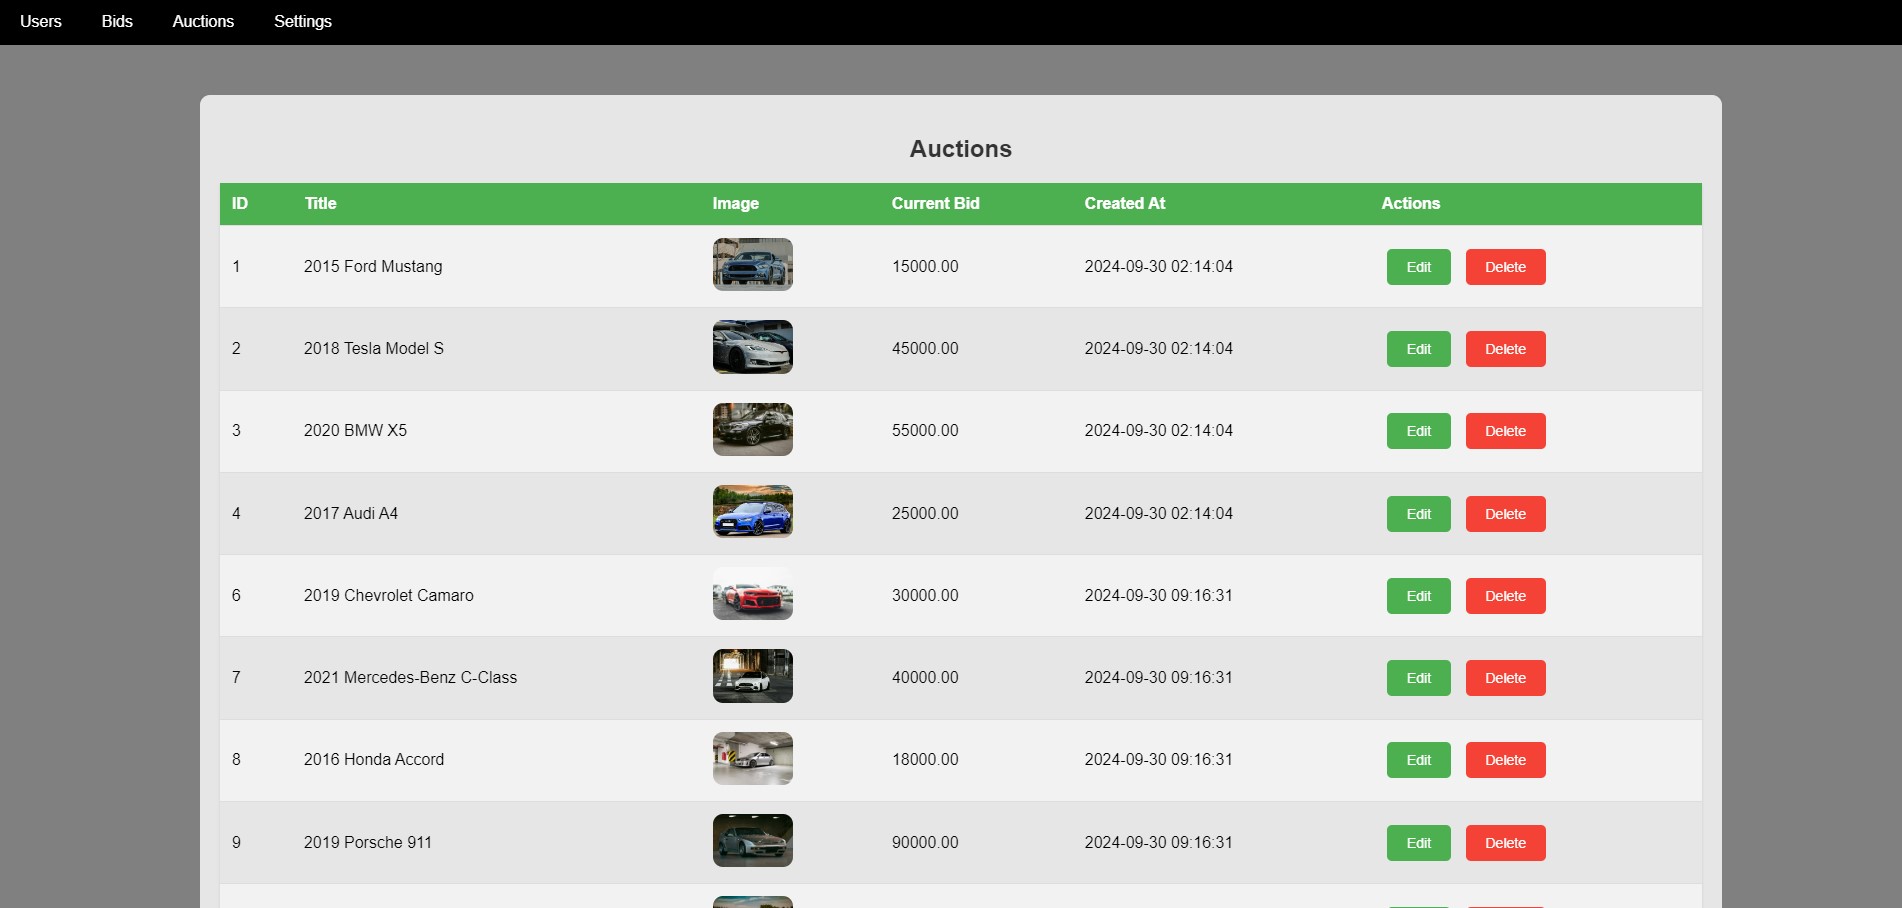 Users Bids Auctions Settings
Auctions
ID Title Image Current Bid Created At Actions
1 2015 Ford Mustang 15000.00 2024-09-30 02:14:04 Edit Delete
2 2018 Tesla Model S 45000.00 2024-09-30 02:14:04 Edit Delete
3 2020 BMW X5 55000.00 2024-09-30 02:14:04 Edit Delete
4 2017 Audi A4 25000.00 2024-09-30 02:14:04 Edit Delete
6 2019 Chevrolet Camaro 30000.00 2024-09-30 09:16:31 Edit Delete
7 2021 Mercedes-Benz C-Class 40000.00 2024-09-30 09:16:31 Edit Delete
8 2016 Honda Accord 18000.00 2024-09-30 09:16:31 Edit Delete
9 2019 Porsche 911 90000.00 2024-09-30 09:16:31 Edit Delete